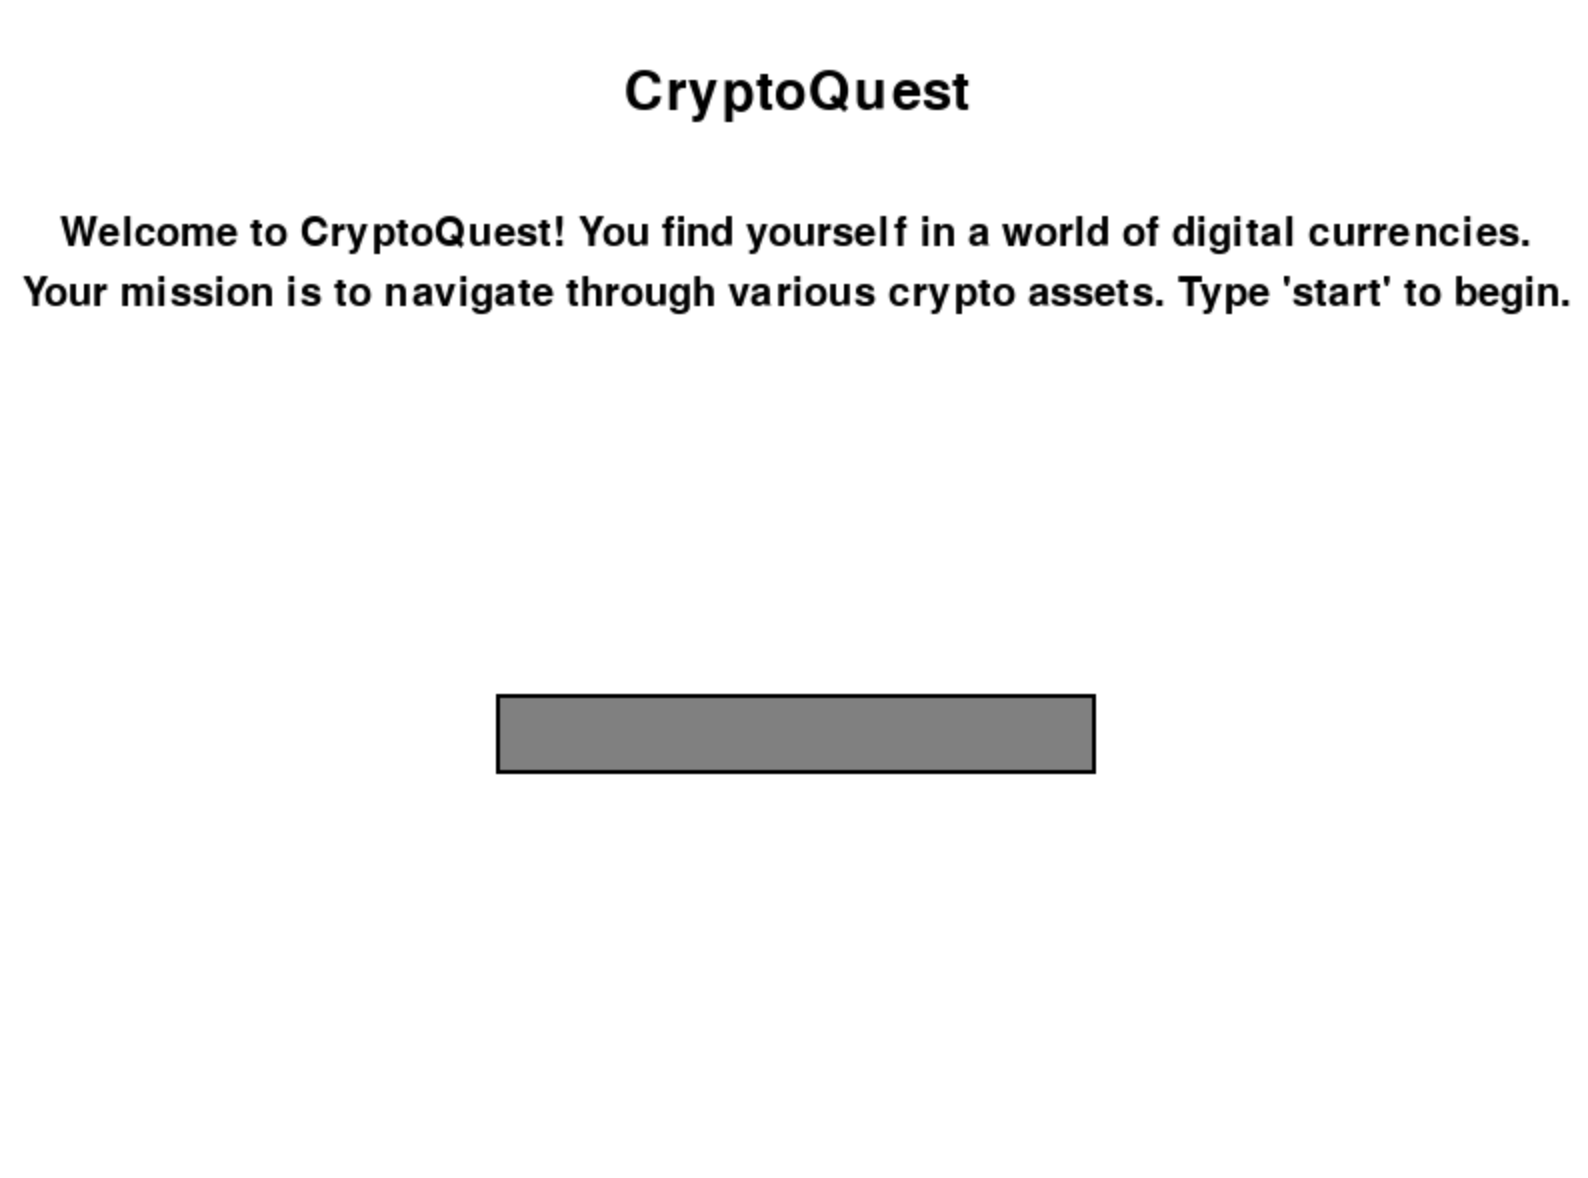 CryptoQuest
Welcome to CryptoQuest! You find yourself in a world of digital currencies.
Your mission is to navigate through various crypto assets. Type 'start' to begin.